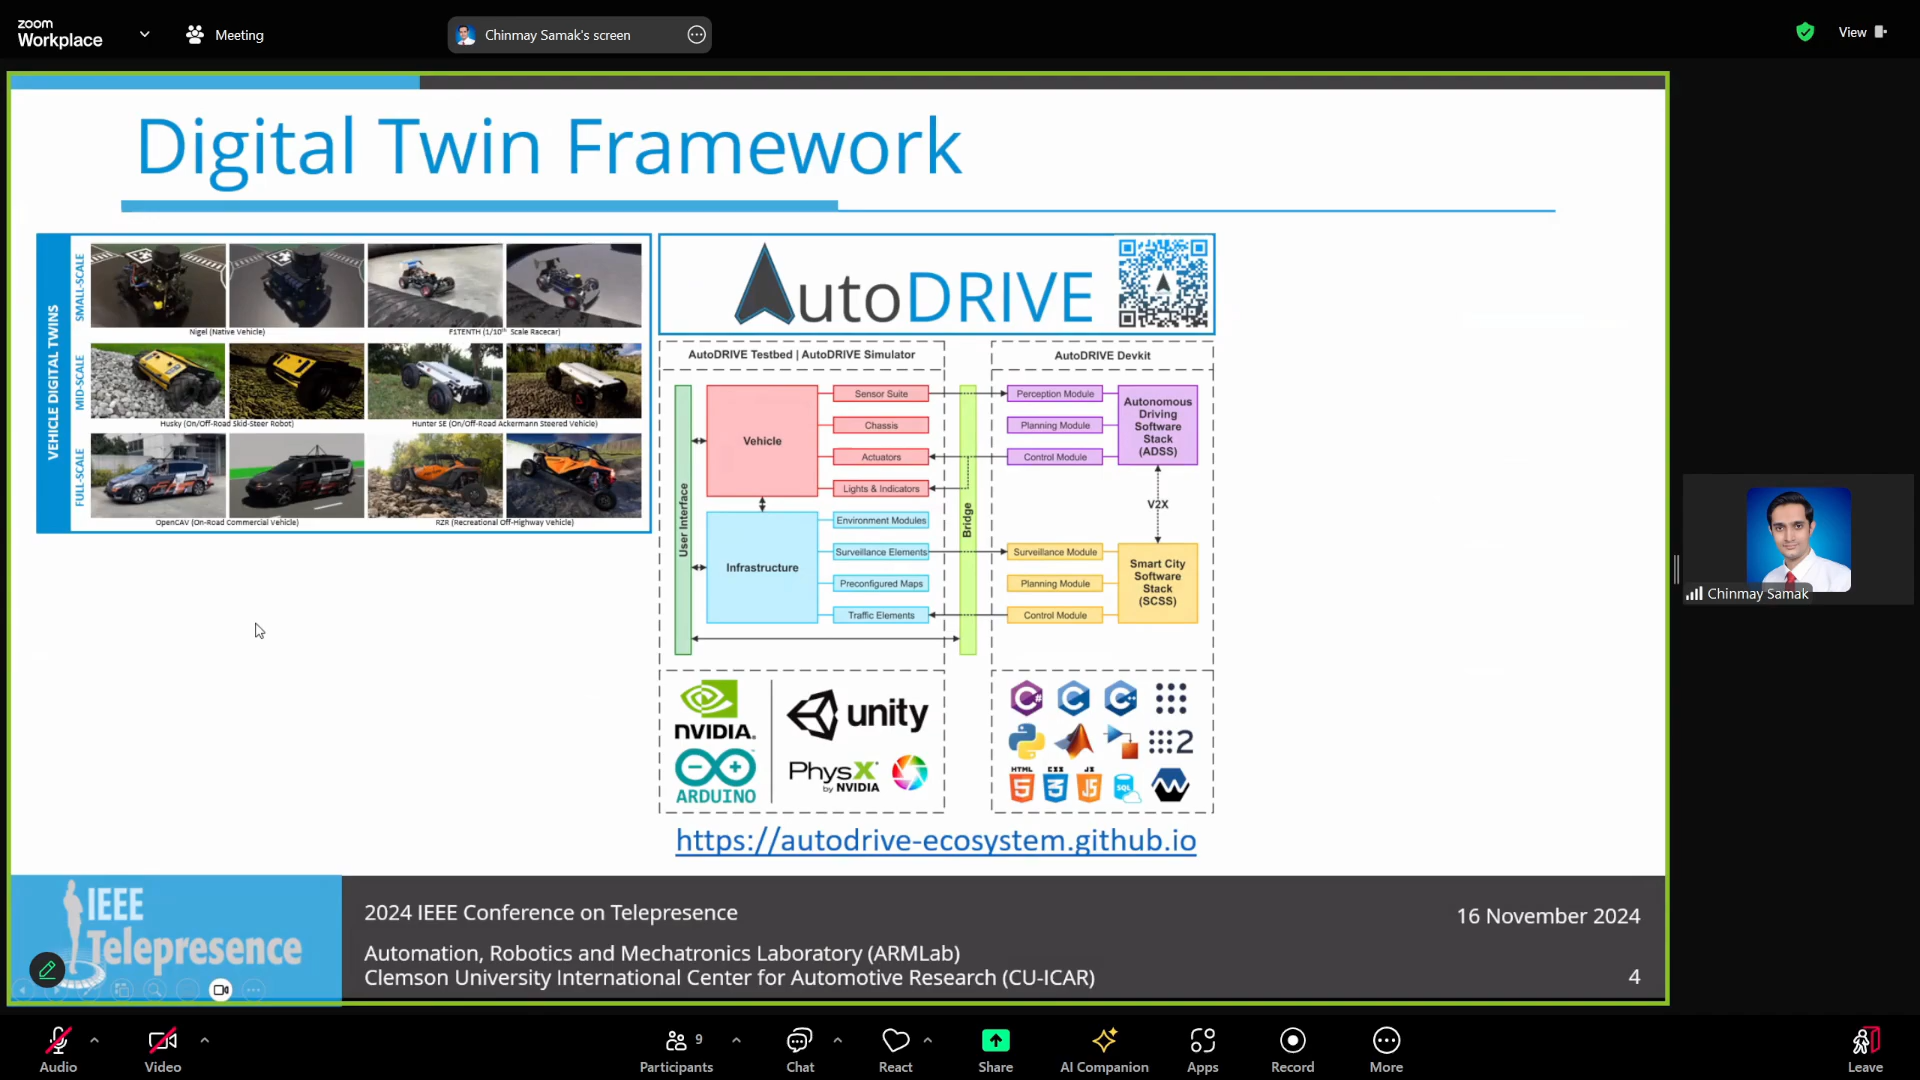 zoom
Workplace
Meeting
Chinmay Samak's screen
View
Digital Twin Framework
VEHICLE DIGITAL TWINS
SMALL-SCALE
Nigel (Native Vehicle)
F1TENTH (1/10th Scale Racecar)
MID-SCALE
Husky (On/Off-Road Skid-Steer Robot)
Hunter SE (On/Off-Road Ackermann Steered Vehicle)
FULL-SCALE
OpenCAV (On-Road Commercial Vehicle)
RZR (Recreational Off-Highway Vehicle)
AutoDRIVE
AutoDRIVE Testbed | AutoDRIVE Simulator
User Interface
Vehicle
Sensor Suite
Chassis
Actuators
Lights & Indicators
Infrastructure
Environment Modules
Surveillance Elements
Preconfigured Maps
Traffic Elements
Bridge
AutoDRIVE Devkit
Perception Module
Planning Module
Control Module
Autonomous
Driving
Software
Stack
(ADSS)
V2X
Surveillance Module
Planning Module
Control Module
Smart City
Software
Stack
(SCSS)
NVIDIA.
ARDUINO
unity
PhysX
by NVIDIA
C#
C
C++
2
HTML
5
CSS
3
JS
5
SQL
https://autodrive-ecosystem.github.io
IEEE
Telepresence
2024 IEEE Conference on Telepresence
Automation, Robotics and Mechatronics Laboratory (ARMLab)
Clemson University International Center for Automotive Research (CU-ICAR)
16 November 2024
4
Chinmay Samak
Audio
Video
Participants
9
Chat
React
Share
AI Companion
Apps
Record
More
Leave